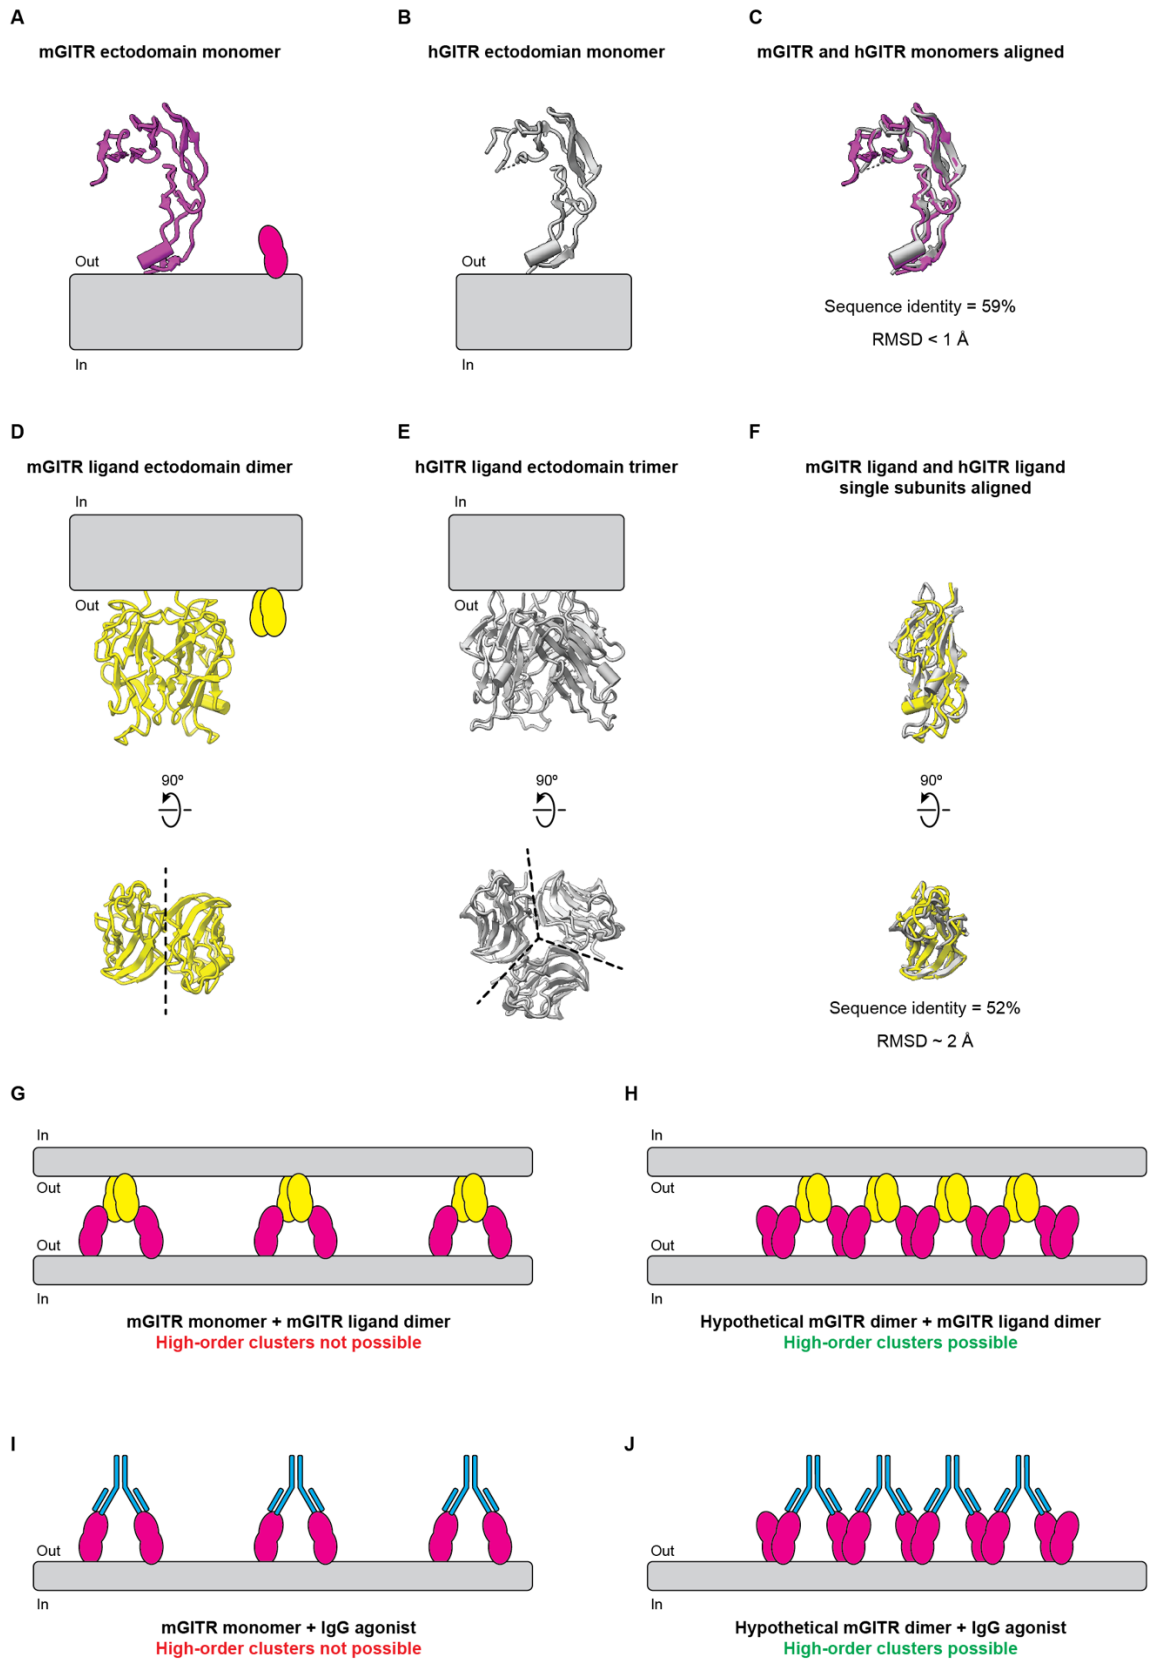 A
mGITR ectodomain monomer
Out
In
B
hGITR ectodomian monomer
Out
In
C
mGITR and hGITR monomers aligned
Sequence identity = 59%
RMSD < 1 Å
D
mGITR ligand ectodomain dimer
In
Out
90º
E
hGITR ligand ectodomain trimer
In
Out
90º
F
mGITR ligand and hGITR ligand
single subunits aligned
90º
Sequence identity = 52%
RMSD ~ 2 Å
G
In
Out
Out
In
mGITR monomer + mGITR ligand dimer
High-order clusters not possible
H
In
Out
Out
In
Hypothetical mGITR dimer + mGITR ligand dimer
High-order clusters possible
I
Out
In
mGITR monomer + IgG agonist
High-order clusters not possible
J
Out
In
Hypothetical mGITR dimer + IgG agonist
High-order clusters possible